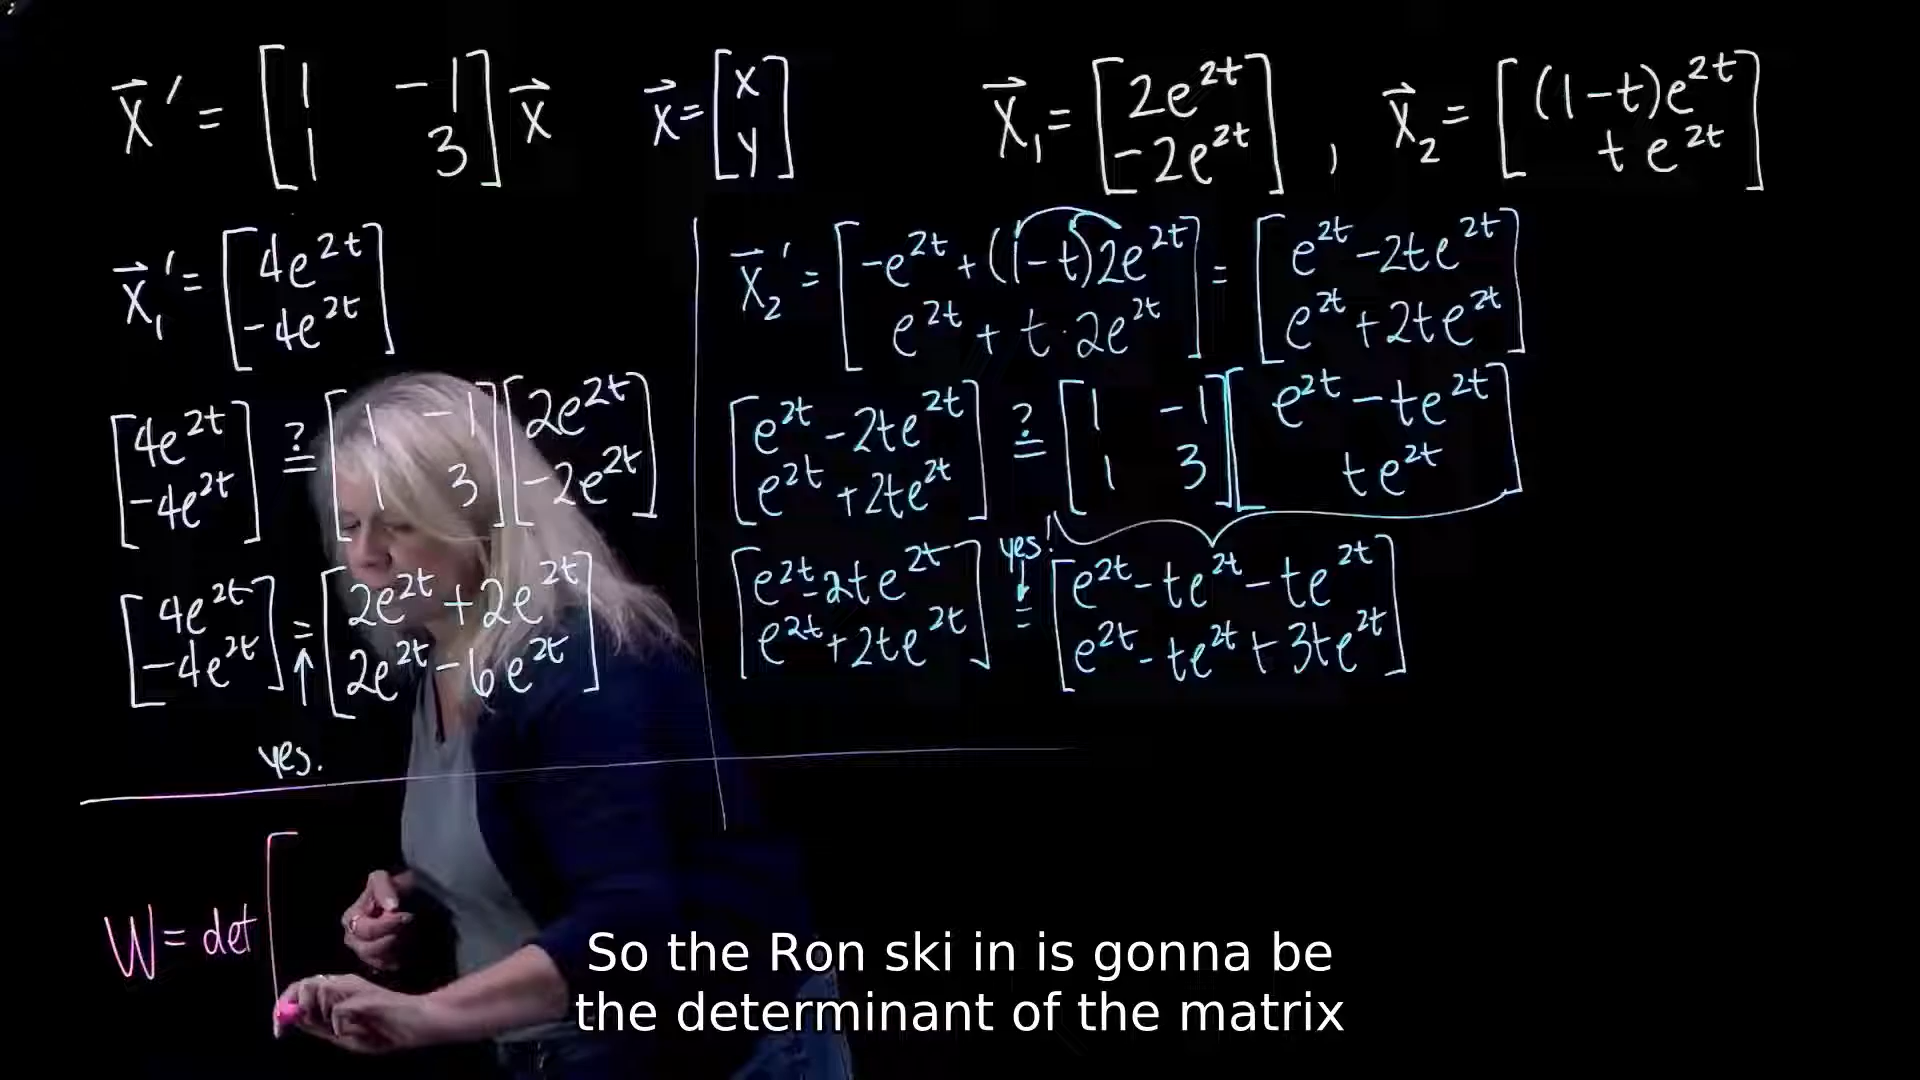 x⃗′ = [1 −1; 1 3] x⃗   x⃗ = [x; y]   x⃗₁ = [2e^{2t}; −2e^{2t}] , x⃗₂ = [(1−t)e^{2t}; t e^{2t}]
x⃗₁′ = [4e^{2t}; −4e^{2t}]
[4e^{2t}; −4e^{2t}] ?= [1 −1; 1 3] [2e^{2t}; −2e^{2t}]
[4e^{2t}; −4e^{2t}] = [2e^{2t} + 2e^{2t}; 2e^{2t} − 6e^{2t}]
↑
yes.
x⃗₂′ = [−e^{2t} + (1−t)2e^{2t}; e^{2t} + t·2e^{2t}] = [e^{2t} − 2te^{2t}; e^{2t} + 2te^{2t}]
[e^{2t} − 2te^{2t}; e^{2t} + 2te^{2t}] ?= [1 −1; 1 3] [e^{2t} − te^{2t}; te^{2t}]
yes!
↓
[e^{2t} − 2te^{2t}; e^{2t} + 2te^{2t}] = [e^{2t} − te^{2t} − te^{2t}; e^{2t} − te^{2t} + 3te^{2t}]
W = det [
So the Ron ski in is gonna be
the determinant of the matrix